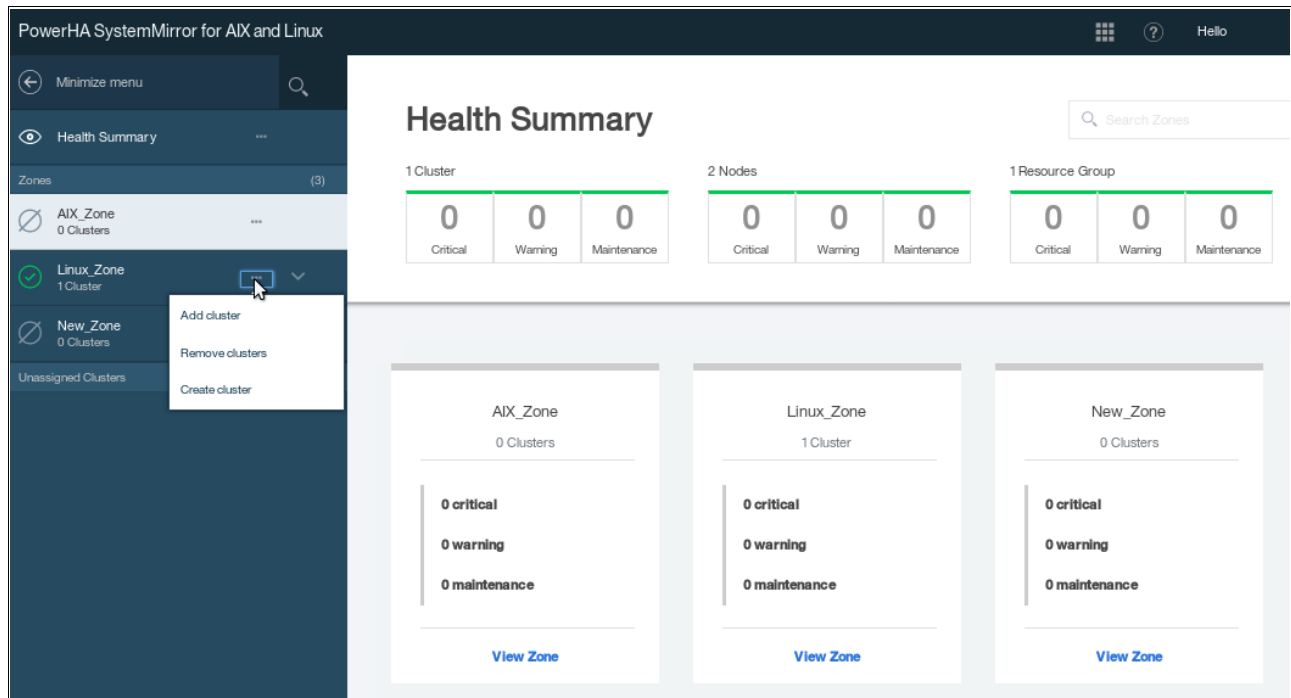 PowerHA SystemMirror for AIX and Linux
Hello
Minimize menu
Health Summary
Zones (3)
AIX_Zone
0 Clusters
Linux_Zone
1 Cluster
New_Zone
0 Clusters
Unassigned Clusters
Add cluster
Remove clusters
Create cluster
Health Summary
Search Zones
1 Cluster
0 0 0
Critical Warning Maintenance
2 Nodes
0 0 0
Critical Warning Maintenance
1 Resource Group
0 0 0
Critical Warning Maintenance
AIX_Zone
0 Clusters
0 critical
0 warning
0 maintenance
View Zone
Linux_Zone
1 Cluster
0 critical
0 warning
0 maintenance
View Zone
New_Zone
0 Clusters
0 critical
0 warning
0 maintenance
View Zone